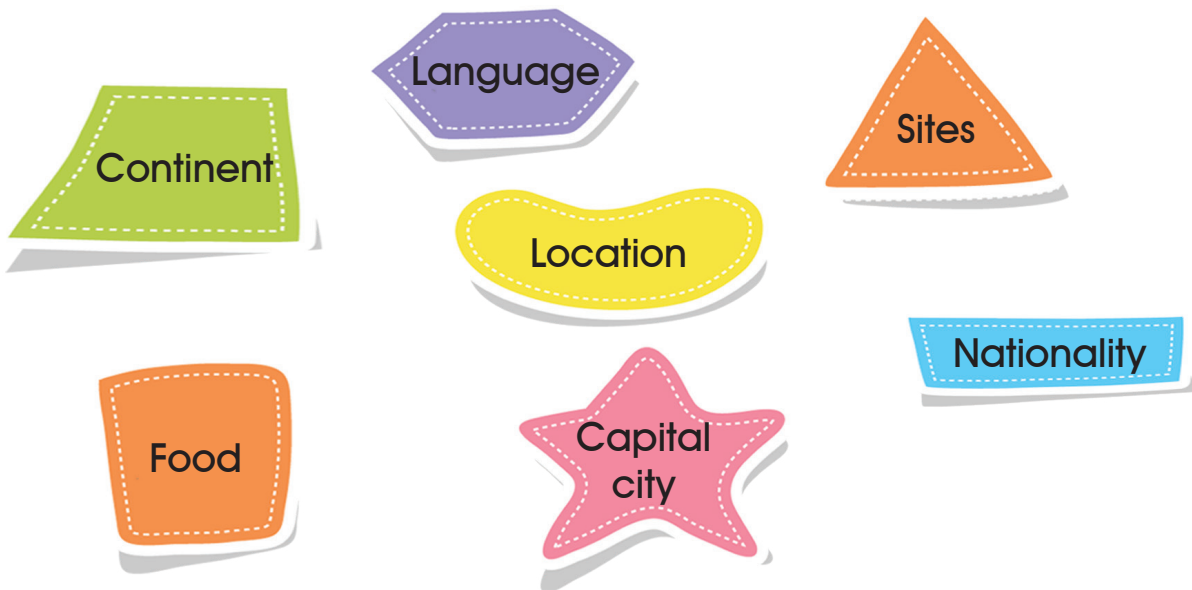 Language
Sites
Continent
Location
Nationality
Food
Capital
city